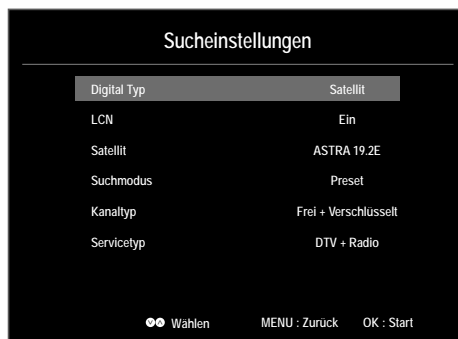 Sucheinstellungen
Digital Typ Satellit
LCN Ein
Satellit ASTRA 19.2E
Suchmodus Preset
Kanaltyp Frei + Verschlüsselt
Servicetyp DTV + Radio
Wählen MENU : Zurück OK : Start